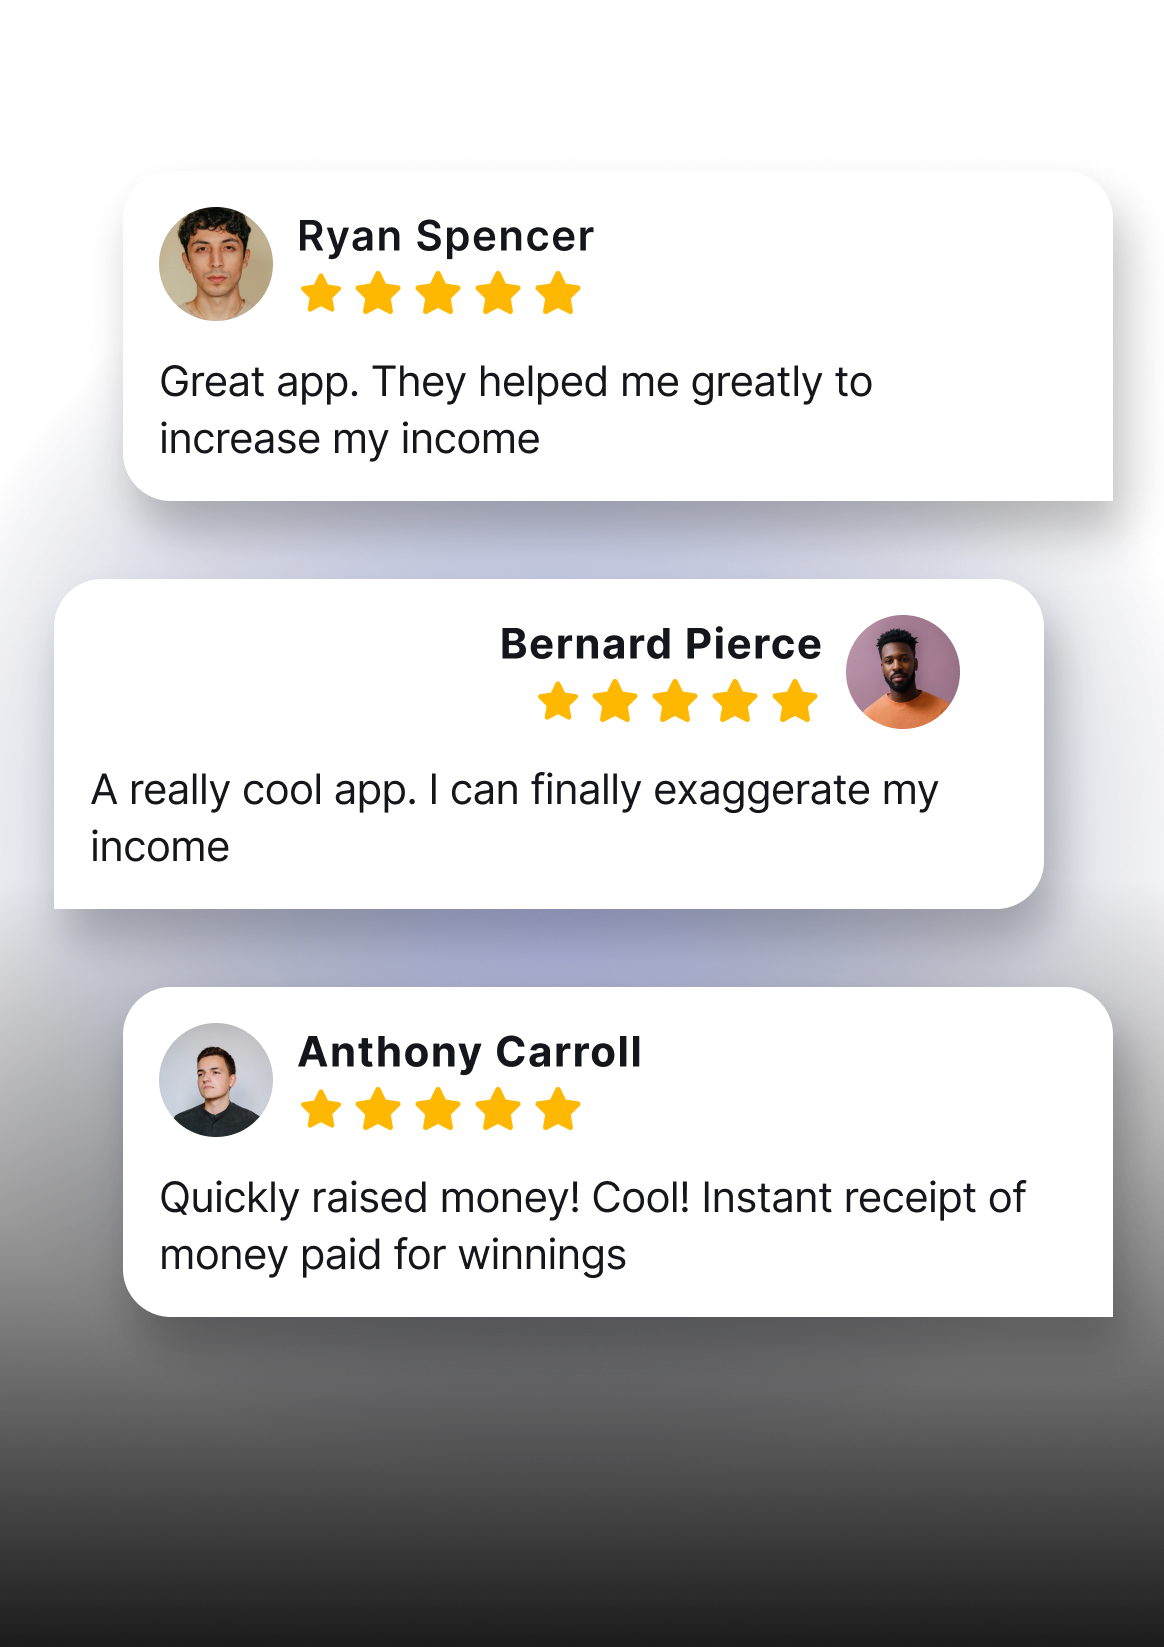 Ryan Spencer
Great app. They helped me greatly to
increase my income
Bernard Pierce
A really cool app. I can finally exaggerate my
income
Anthony Carroll
Quickly raised money! Cool! Instant receipt of
money paid for winnings